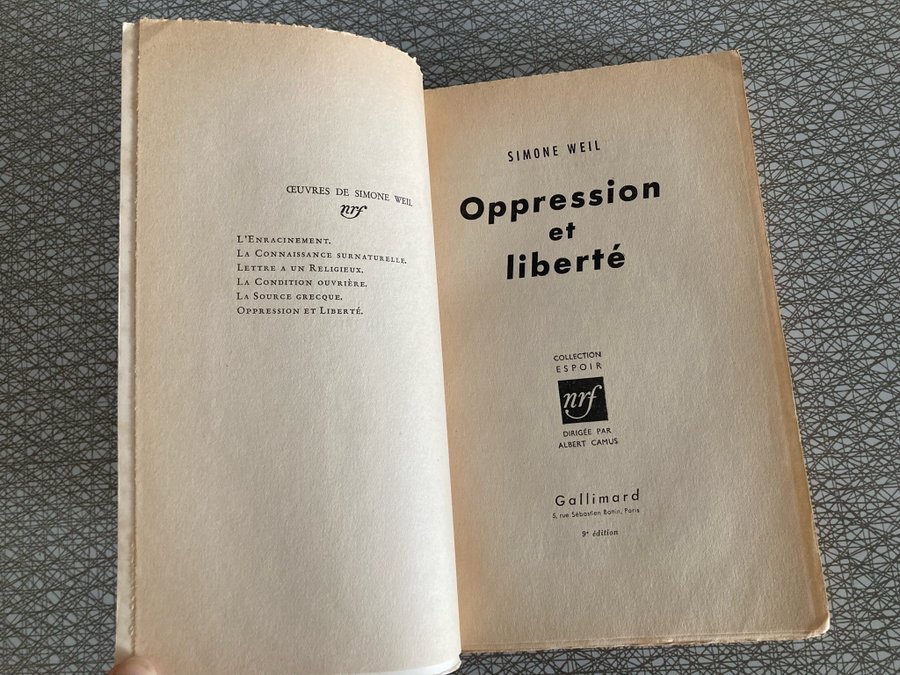 ŒUVRES DE SIMONE WEIL
nrf
L'ENRACINEMENT.
LA CONNAISSANCE SURNATURELLE.
LETTRE A UN RELIGIEUX.
LA CONDITION OUVRIÈRE.
LA SOURCE GRECQUE.
OPPRESSION ET LIBERTÉ.
SIMONE WEIL
Oppression
et
liberté
COLLECTION
ESPOIR
nrf
DIRIGÉE PAR
ALBERT CAMUS
Gallimard
5, rue Sébastien Bottin, Paris
9e édition